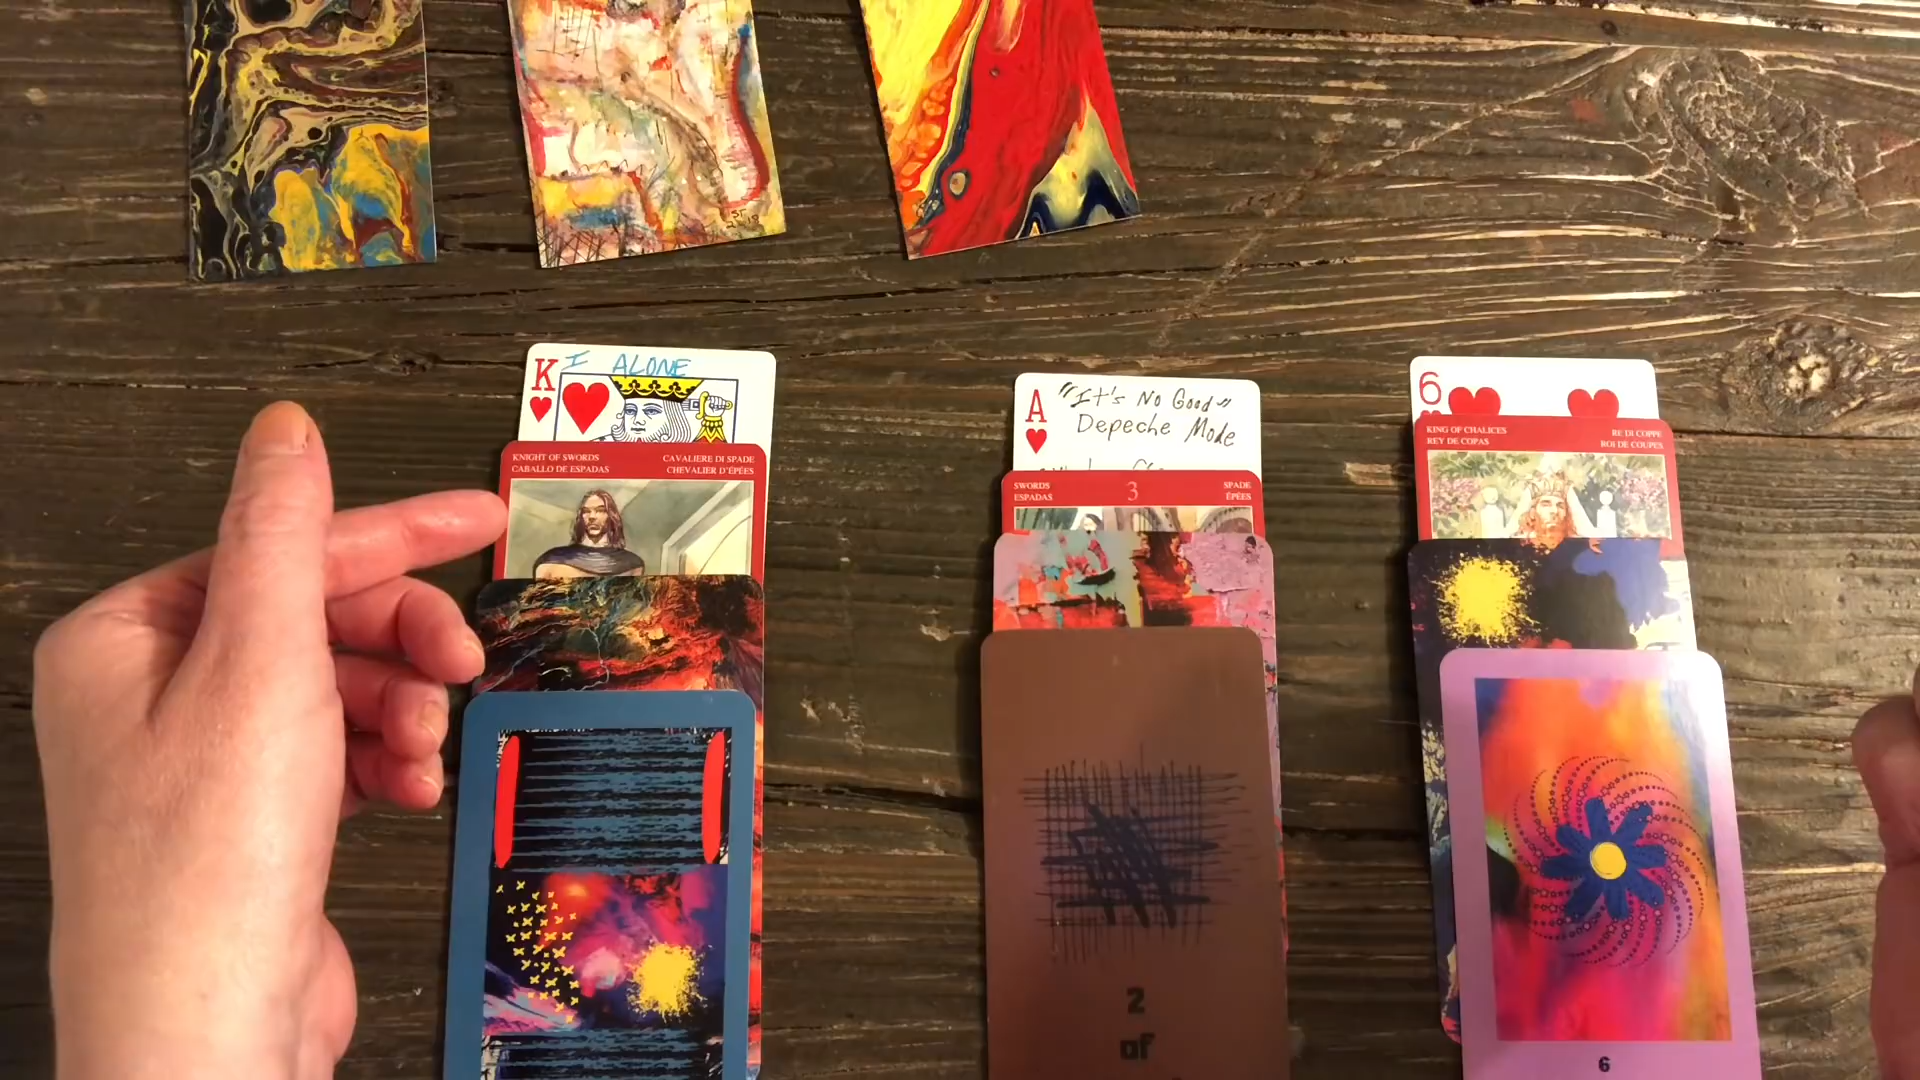 ST
2018
K I ALONE
KNIGHT OF SWORDS CAVALIERE DI SPADE
CABALLO DE ESPADAS CHEVALIER D'ÉPÉES
A "It's No Good"
Depeche Mode
SWORDS 3 SPADE
ESPADAS ÉPÉES
2
of
6
KING OF CHALICES RE DI COPPE
REY DE COPAS ROI DE COUPES
6